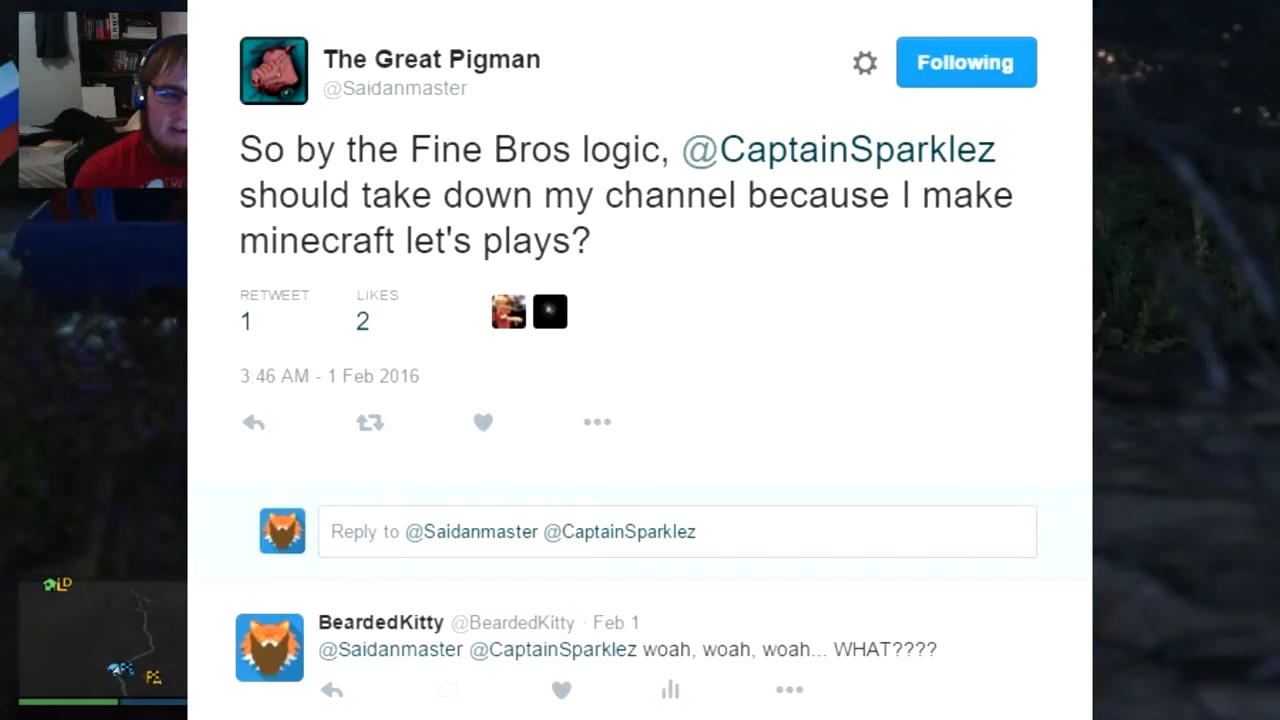 The Great Pigman
@Saidanmaster
Following
So by the Fine Bros logic, @CaptainSparklez
should take down my channel because I make
minecraft let's plays?
RETWEET
LIKES
1
2
3:46 AM - 1 Feb 2016
Reply to @Saidanmaster @CaptainSparklez
BeardedKitty @BeardedKitty · Feb 1
@Saidanmaster @CaptainSparklez woah, woah, woah... WHAT????